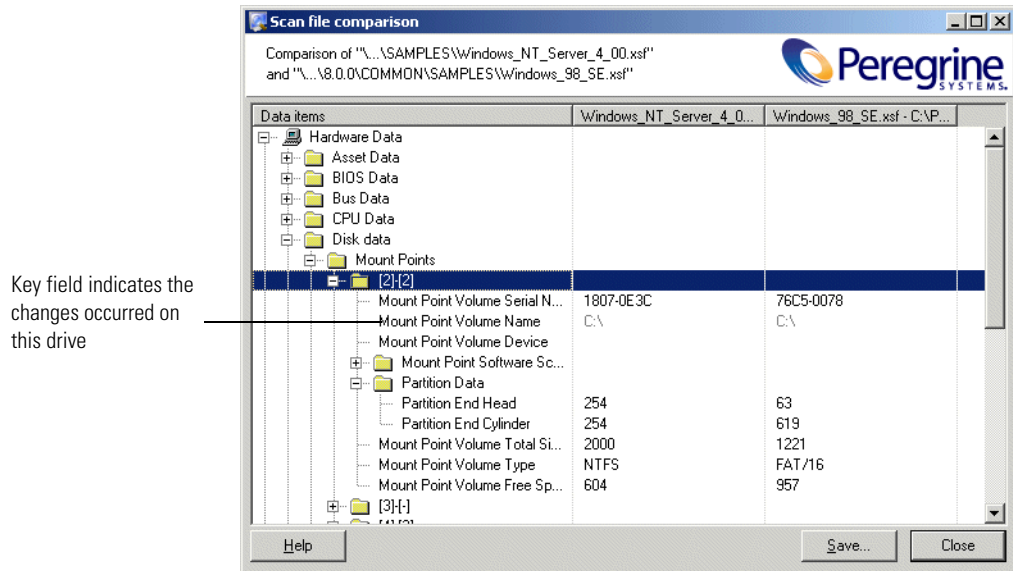 Scan file comparison
Comparison of "\...\SAMPLES\Windows_NT_Server_4_00.xsf"
and "\...\8.0.0\COMMON\SAMPLES\Windows_98_SE.xsf"
Peregrine
SYSTEMS.
Data items Windows_NT_Server_4_0... Windows_98_SE.xsf - C:\P...
Hardware Data
Asset Data
BIOS Data
Bus Data
CPU Data
Disk data
Mount Points
[2]-[2]
Mount Point Volume Serial N... 1807-0E3C 76C5-0078
Key field indicates the
changes occurred on
this drive
Mount Point Volume Name C:\ C:\
Mount Point Volume Device
Mount Point Software Sc...
Partition Data
Partition End Head 254 63
Partition End Cylinder 254 619
Mount Point Volume Total Si... 2000 1221
Mount Point Volume Type NTFS FAT/16
Mount Point Volume Free Sp... 604 957
[3]-[-]
Help Save... Close